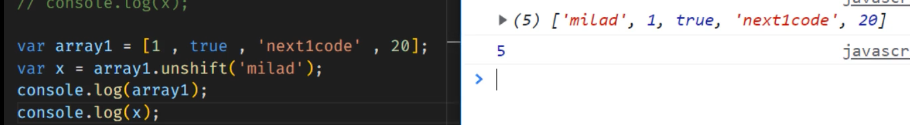 // console.log(x);
var array1 = [1 , true , 'next1code' , 20];
var x = array1.unshift('milad');
console.log(array1);
console.log(x);
▶ (5) ['milad', 1, true, 'next1code', 20]
5 javascr
>